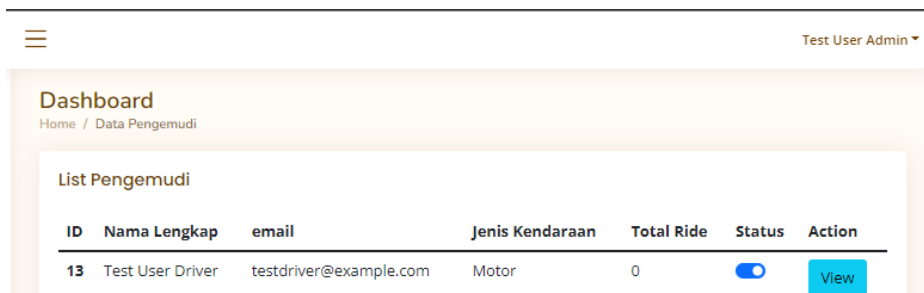 Test User Admin
Dashboard
Home / Data Pengemudi
List Pengemudi
ID Nama Lengkap email Jenis Kendaraan Total Ride Status Action
13 Test User Driver testdriver@example.com Motor 0 View